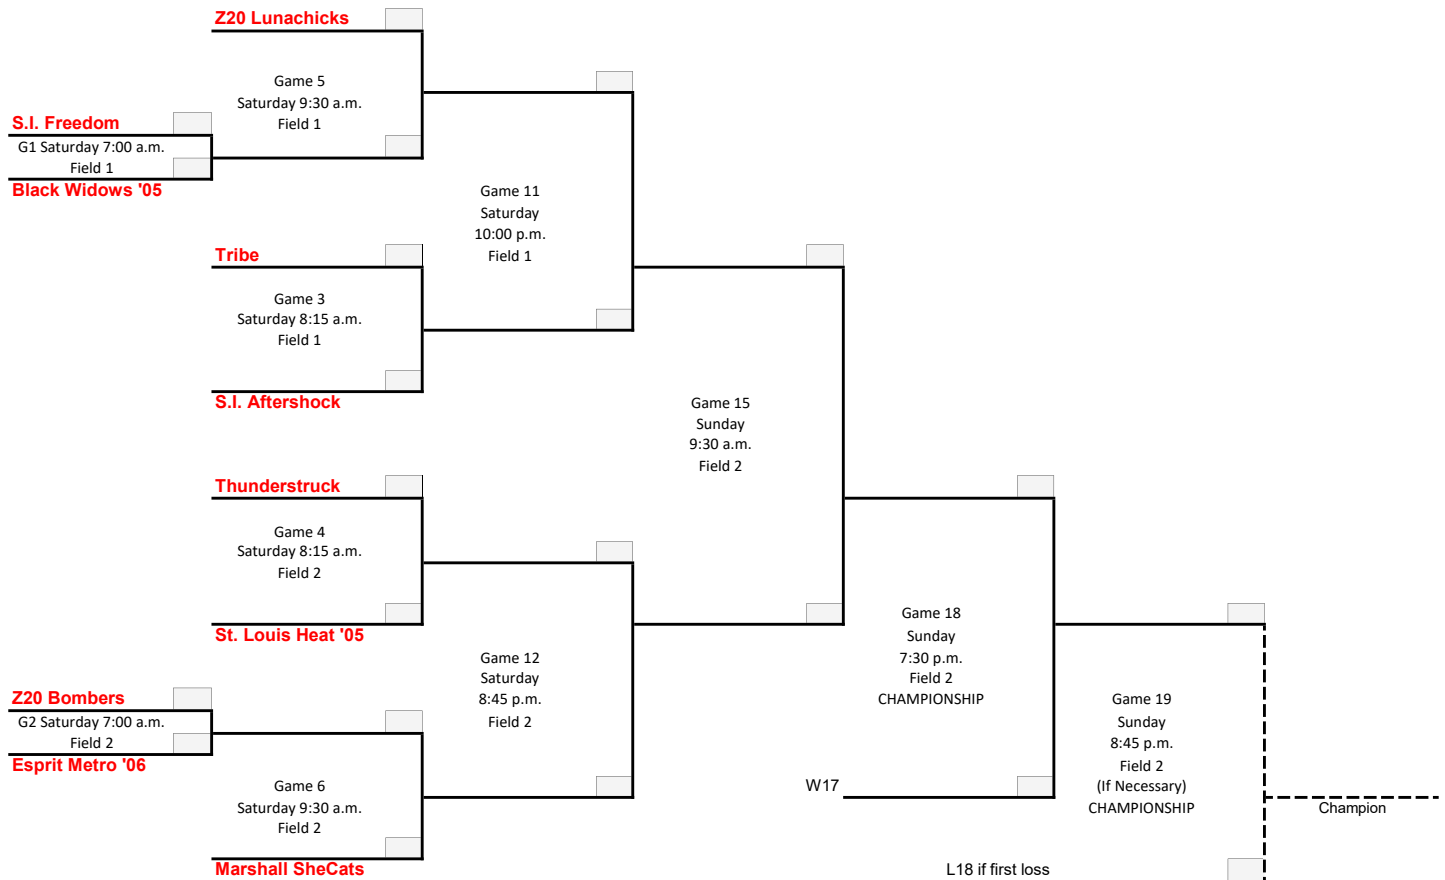 Z20 Lunachicks
Game 5
Saturday 9:30 a.m.
Field 1
S.I. Freedom
G1 Saturday 7:00 a.m.
Field 1
Black Widows '05
Game 11
Saturday
10:00 p.m.
Field 1
Tribe
Game 3
Saturday 8:15 a.m.
Field 1
S.I. Aftershock
Game 15
Sunday
9:30 a.m.
Field 2
Thunderstruck
Game 4
Saturday 8:15 a.m.
Field 2
St. Louis Heat '05
Game 12
Saturday
8:45 p.m.
Field 2
Game 18
Sunday
7:30 p.m.
Field 2
CHAMPIONSHIP
Z20 Bombers
G2 Saturday 7:00 a.m.
Field 2
Esprit Metro '06
Game 6
Saturday 9:30 a.m.
Field 2
Marshall SheCats
W17
Game 19
Sunday
8:45 p.m.
Field 2
(If Necessary)
CHAMPIONSHIP
Champion
L18 if first loss